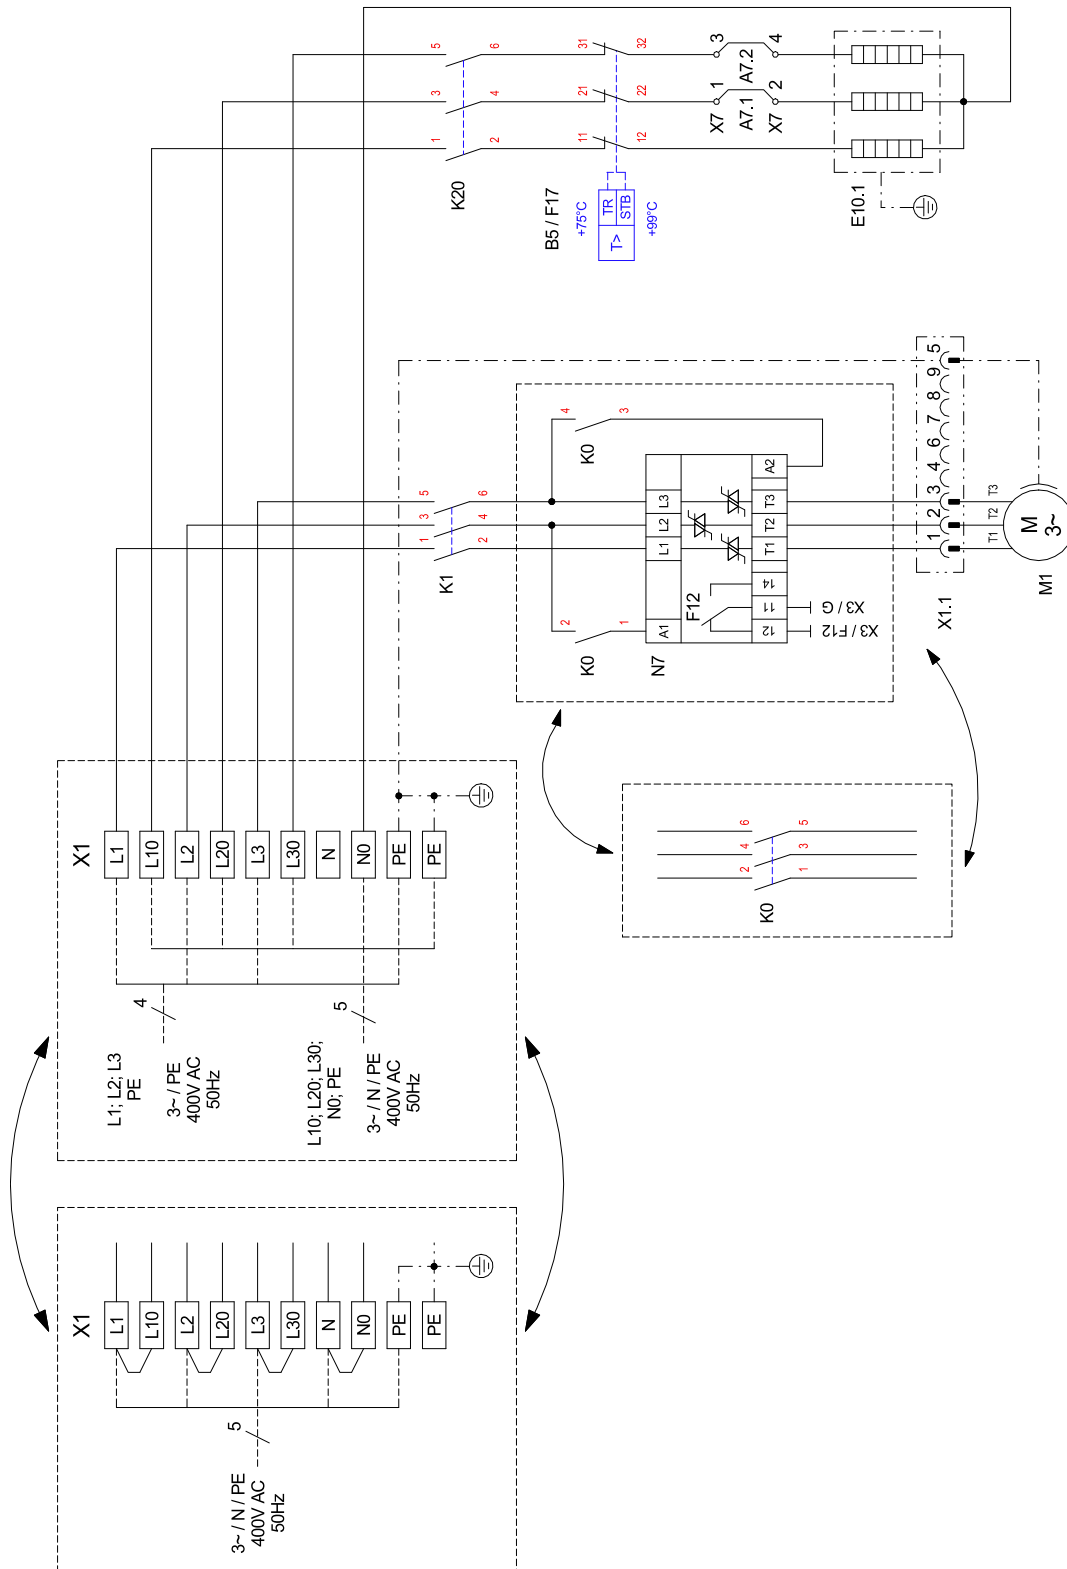 5
3
1
6
4
2
K20
B5 / F17
+75°C
TR
STB
T>
+99°C
31
21
11
32
22
12
3
4
A7.2
X7
1
A7.1
X7
2
E10.1
5
3
1
6
4
2
K1
4
3
K0
2
1
K0
A1
L1
L2
L3
N7
F12
12
11
14
T1
T2
T3
A2
X3 / F12
X3 / G
X1.1
1
2
3
4
6
7
8
9
5
T1
T2
T3
M
3~
M1
X1
L1
L10
L2
L20
L3
L30
N
N0
PE
PE
4
L1; L2; L3
PE
3~ / PE
400V AC
50Hz
5
L10; L20; L30;
N0; PE
3~ / N / PE
400V AC
50Hz
6
4
2
5
3
1
K0
X1
L1
L10
L2
L20
L3
L30
N
N0
PE
PE
5
3~ / N / PE
400V AC
50Hz